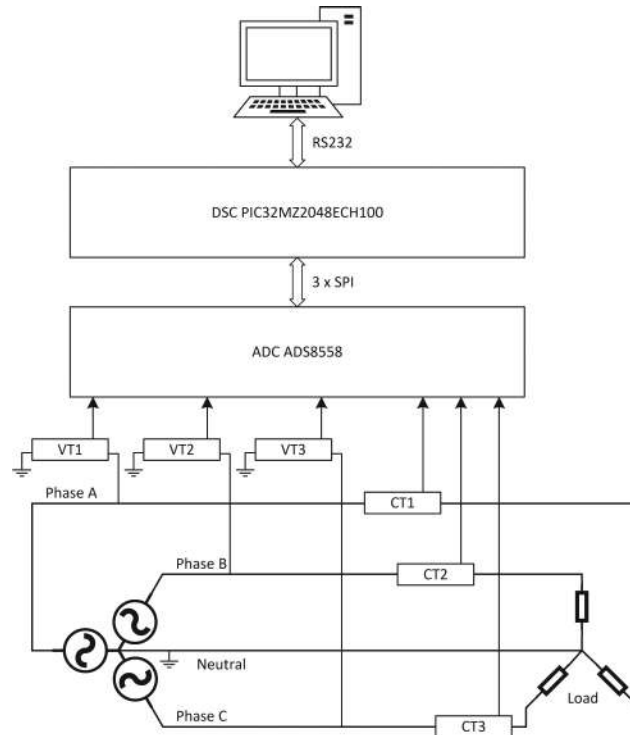 RS232
DSC PIC32MZ2048ECH100
3 x SPI
ADC ADS8558
VT1
VT2
VT3
Phase A
CT1
Phase B
CT2
Neutral
Load
Phase C
CT3